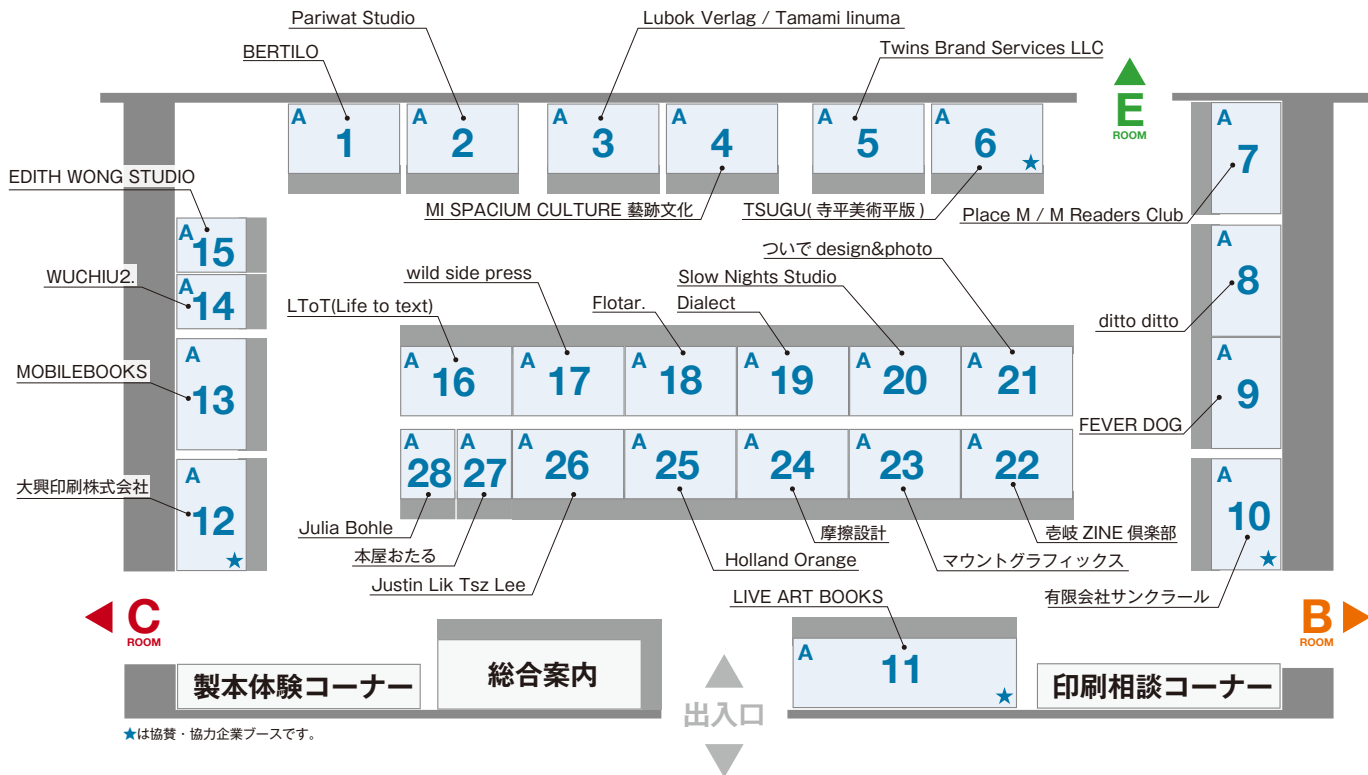 Pariwat Studio
Lubok Verlag / Tamami Iinuma
BERTILO
Twins Brand Services LLC
E
ROOM
A 1
A 2
A 3
A 4
A 5
A 6 ★
A 7
EDITH WONG STUDIO
MI SPACIUM CULTURE 藝跡文化
TSUGU( 寺平美術平版 )
Place M / M Readers Club
A 15
WUCHIU2.
A 14
ついで design&photo
wild side press
Slow Nights Studio
LToT(Life to text)
Flotar.
Dialect
A 8
ditto ditto
MOBILEBOOKS
A 13
A 16
A 17
A 18
A 19
A 20
A 21
A 9
FEVER DOG
A 28
A 27
A 26
A 25
A 24
A 23
A 22
大興印刷株式会社
A 12 ★
A 10 ★
Julia Bohle
本屋おたる
Justin Lik Tsz Lee
Holland Orange
摩擦設計
マウントグラフィックス
壱岐 ZINE 倶楽部
有限会社サンクラール
LIVE ART BOOKS
C
ROOM
B
ROOM
A 11 ★
製本体験コーナー
総合案内
印刷相談コーナー
出入口
★は協賛・協力企業ブースです。